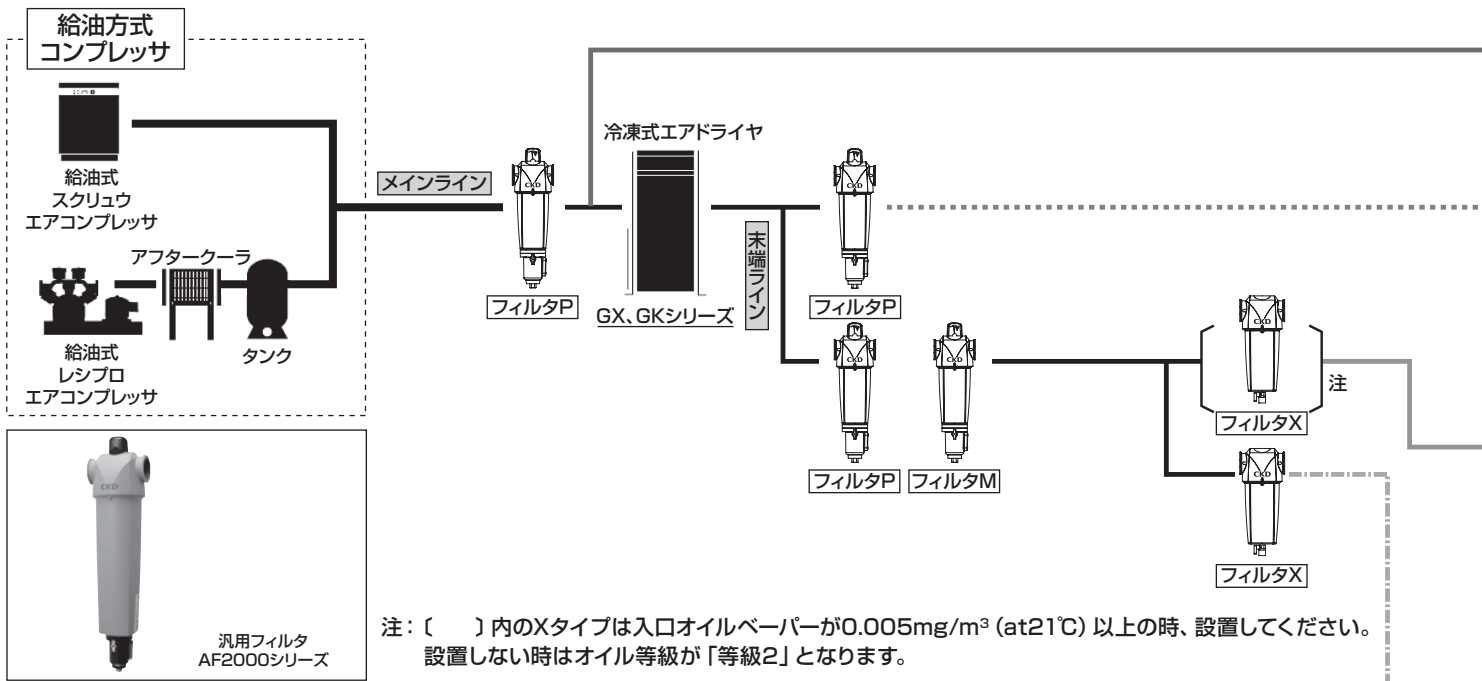 給油方式
コンプレッサ
給油式
スクリュウ
エアコンプレッサ
アフタークーラ
給油式
レシプロ
エアコンプレッサ
タンク
メインライン
CKD
フィルタP
冷凍式エアドライヤ
GX、GKシリーズ
末端ライン
CKD
フィルタP
CKD
フィルタP
CKD
フィルタM
CKD
フィルタX
注
CKD
フィルタX
CKD
汎用フィルタ
AF2000シリーズ
注:〔 〕内のXタイプは入口オイルベーパーが0.005mg/m³(at21℃)以上の時、設置してください。
設置しない時はオイル等級が「等級2」となります。